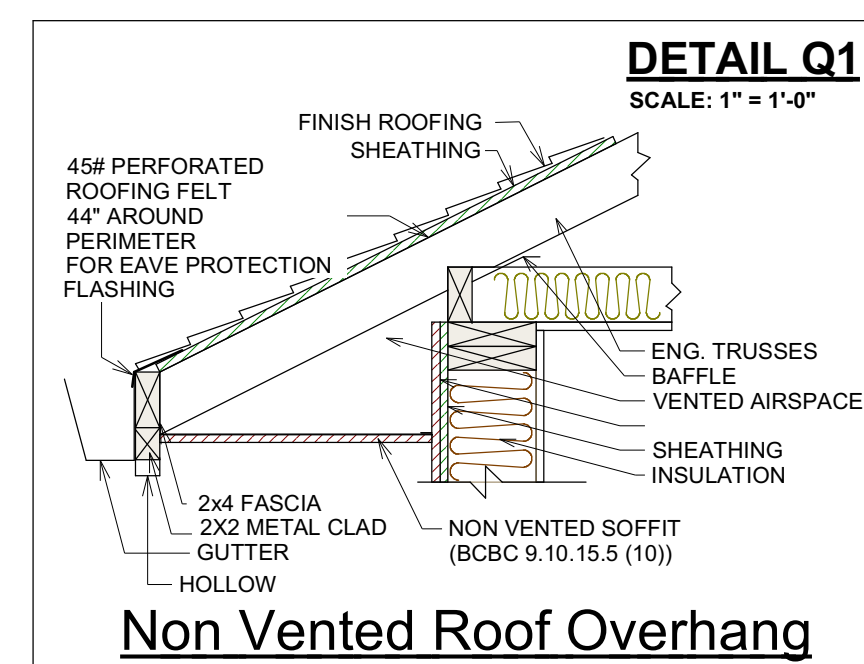 DETAIL Q1
SCALE: 1" = 1'-0"
FINISH ROOFING
SHEATHING
45# PERFORATED
ROOFING FELT
44" AROUND
PERIMETER
FOR EAVE PROTECTION
FLASHING
ENG. TRUSSES
BAFFLE
VENTED AIRSPACE
SHEATHING
INSULATION
2x4 FASCIA
2X2 METAL CLAD
GUTTER
HOLLOW
NON VENTED SOFFIT
(BCBC 9.10.15.5 (10))
Non Vented Roof Overhang